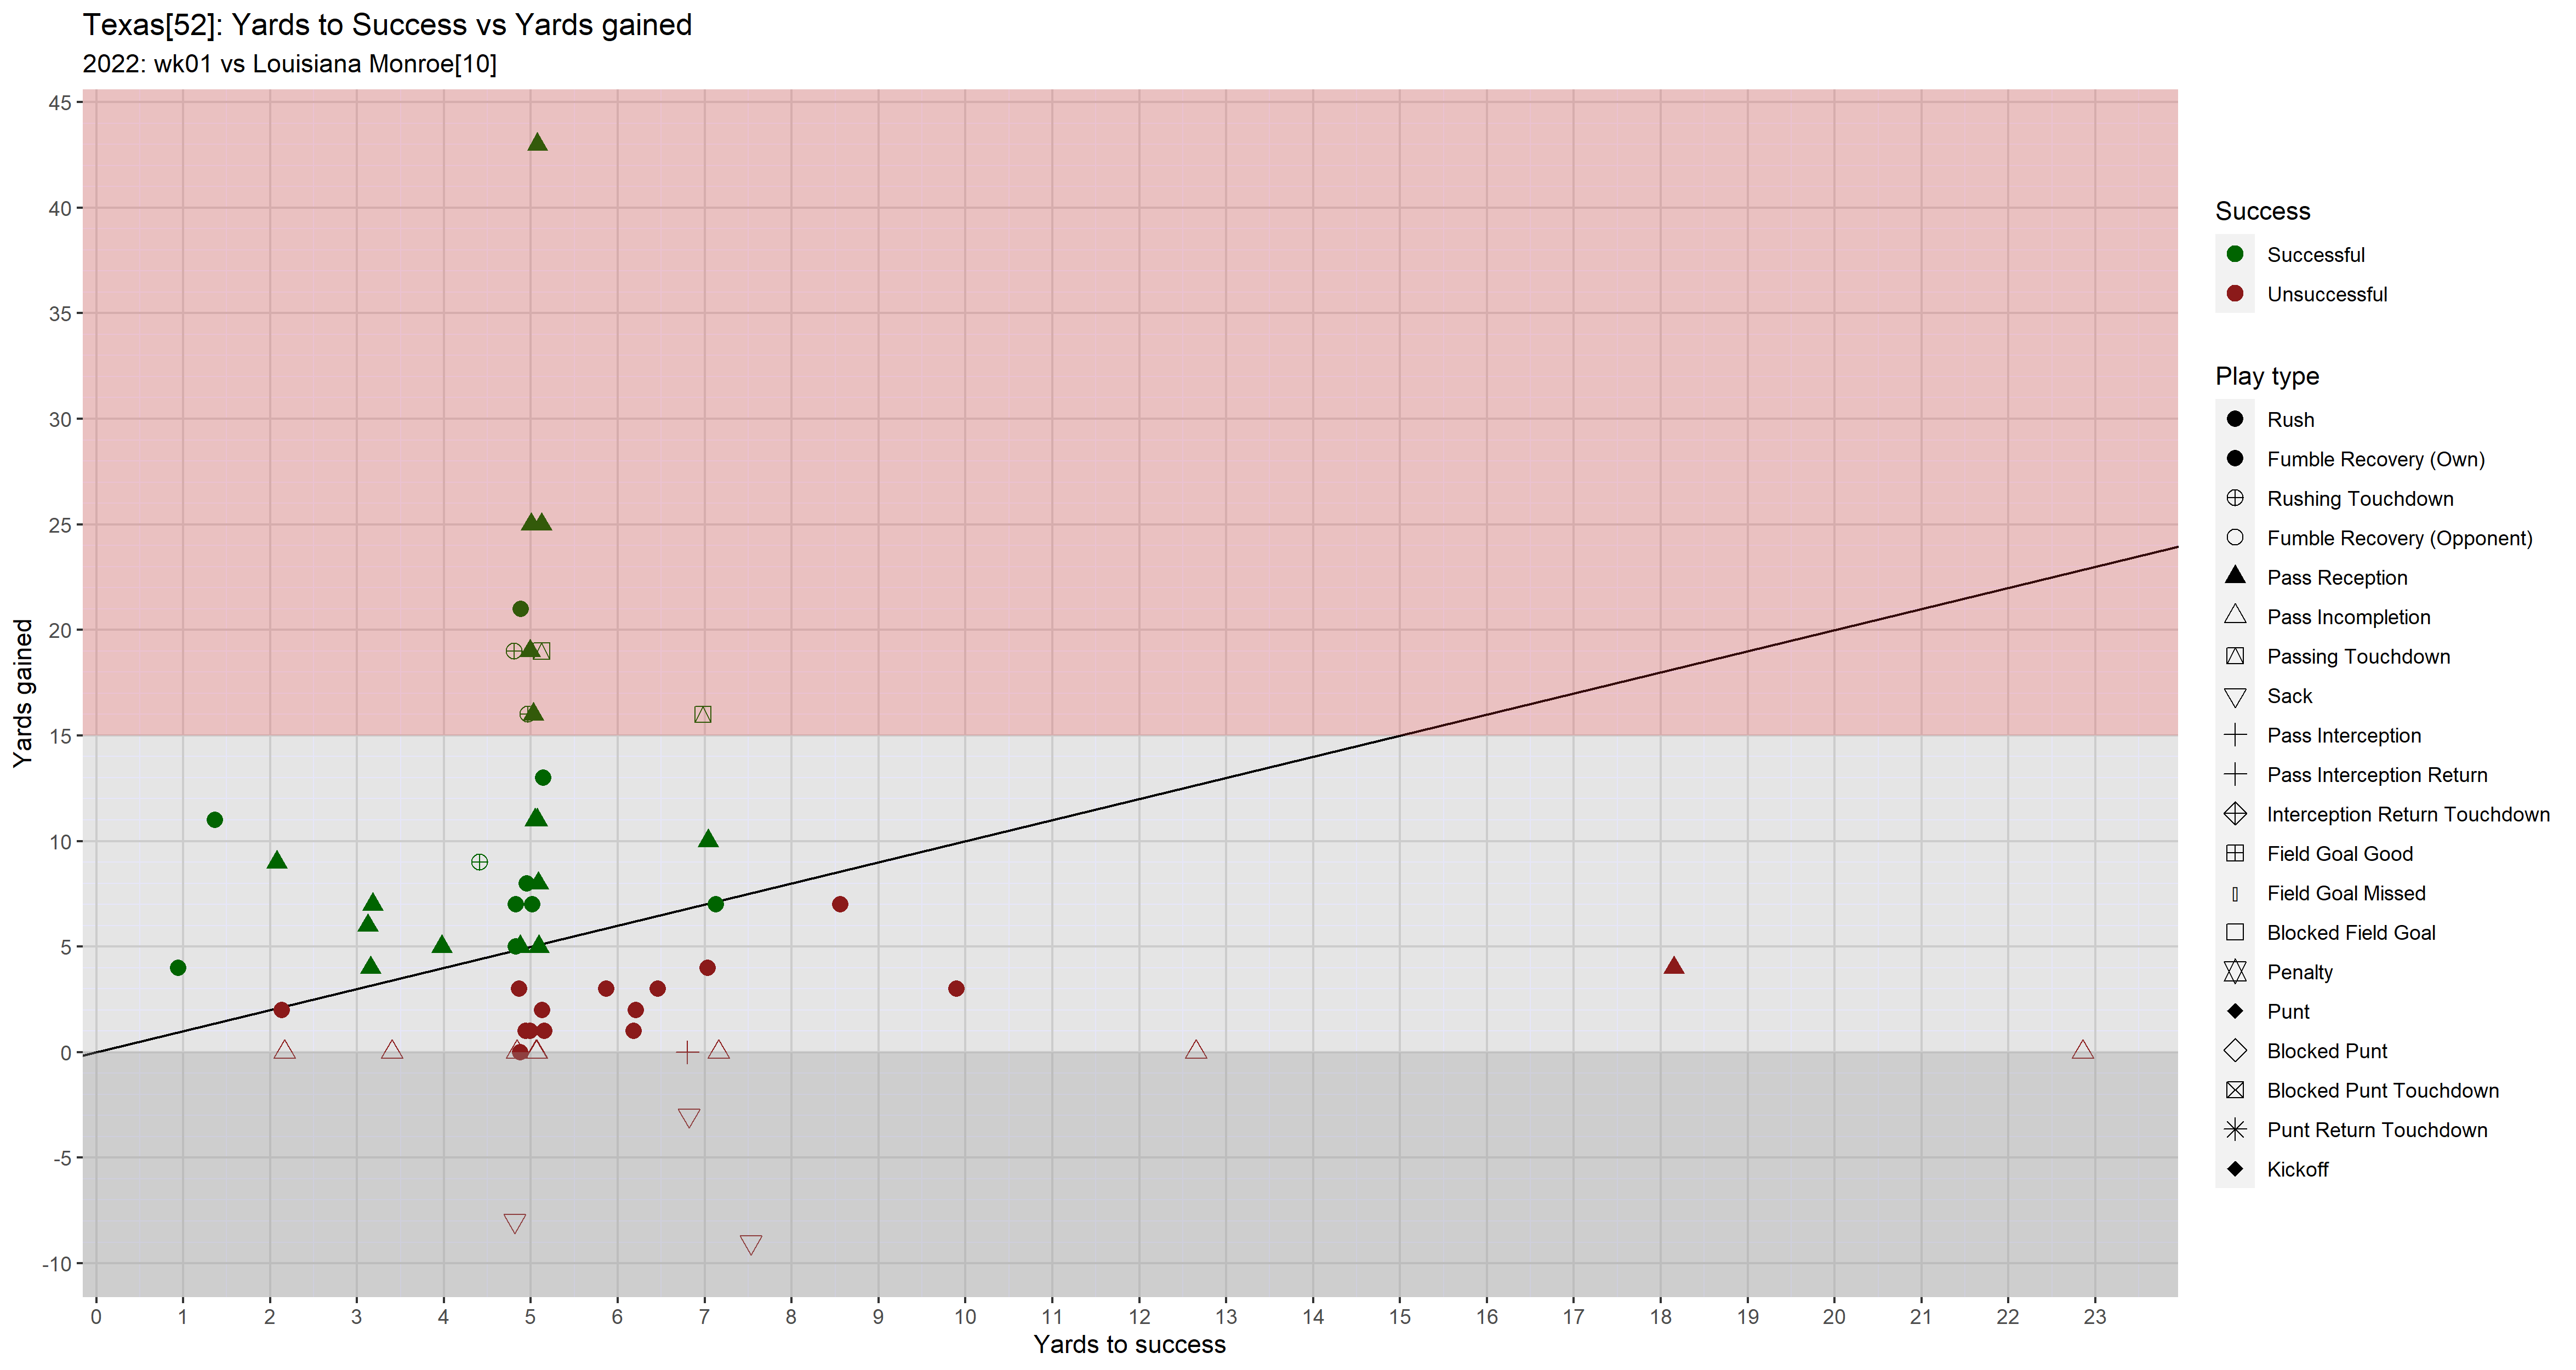 Texas[52]: Yards to Success vs Yards gained
2022: wk01 vs Louisiana Monroe[10]
Yards gained
45
40
35
30
25
20
15
10
5
0
-5
-10
0 1 2 3 4 5 6 7 8 9 10 11 12 13 14 15 16 17 18 19 20 21 22 23
Yards to success
Success
Successful
Unsuccessful
Play type
Rush
Fumble Recovery (Own)
Rushing Touchdown
Fumble Recovery (Opponent)
Pass Reception
Pass Incompletion
Passing Touchdown
Sack
Pass Interception
Pass Interception Return
Interception Return Touchdown
Field Goal Good
Field Goal Missed
Blocked Field Goal
Penalty
Punt
Blocked Punt
Blocked Punt Touchdown
Punt Return Touchdown
Kickoff